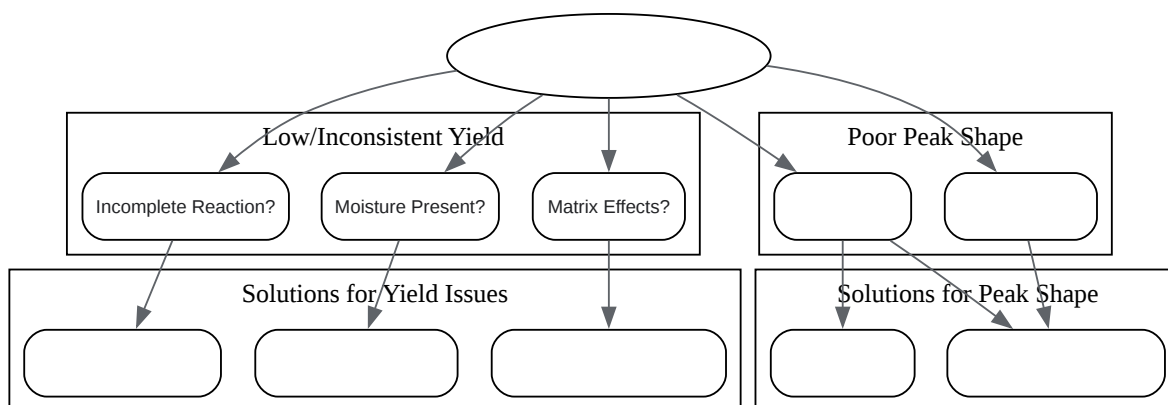 Low/Inconsistent Yield
Poor Peak Shape
Incomplete Reaction?
Moisture Present?
Matrix Effects?
Solutions for Yield Issues
Solutions for Peak Shape